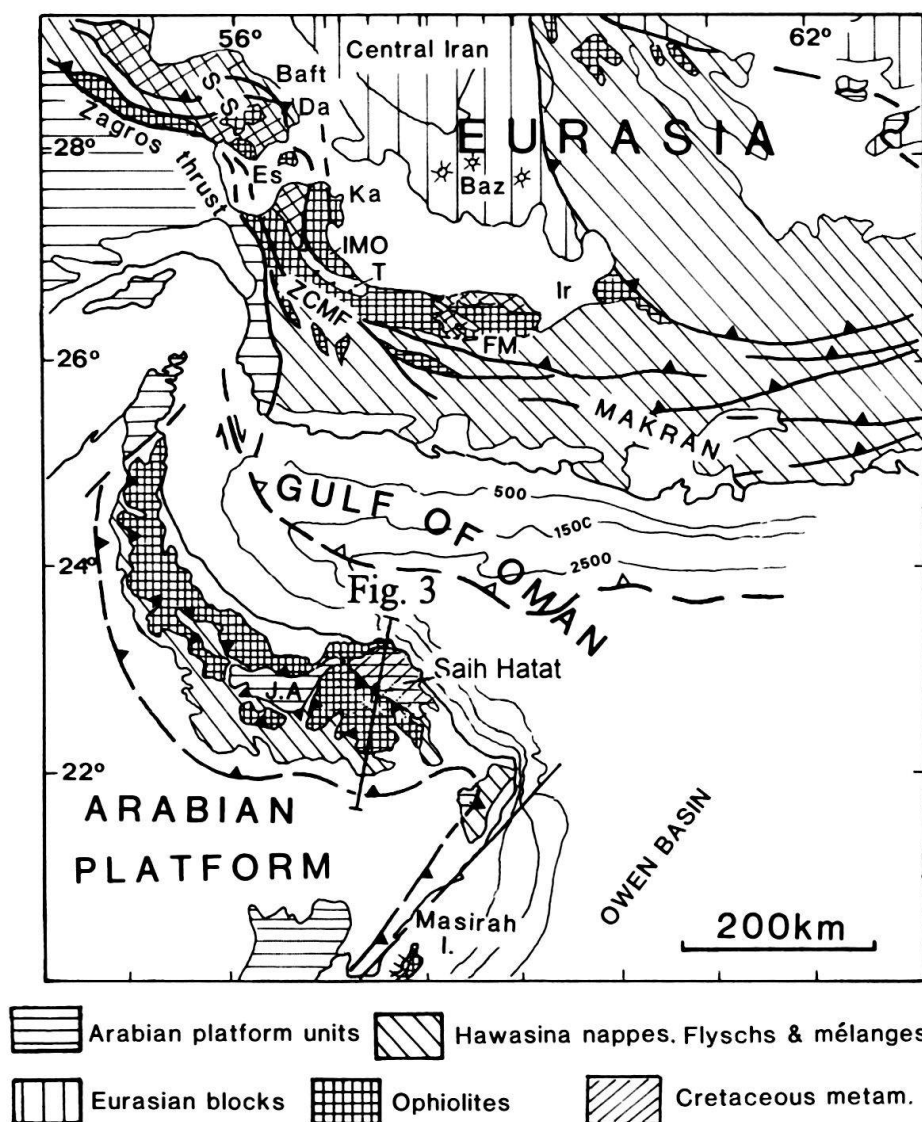 56° 62°
Central Iran
Baft
S-S
Da
EURASIA
Zagros thrust
28°
Es
Baz
Ka
IMO
T
Ir
ZCMF
FM
26°
MAKRAN
GULF OF OMAN
500
150C
2500
24°
Fig. 3
Saih Hatat
J.A
22°
ARABIAN
PLATFORM
OWEN BASIN
Masirah
I.
200km
Arabian platform units
Hawasina nappes. Flyschs & mélanges
Eurasian blocks
Ophiolites
Cretaceous metam.